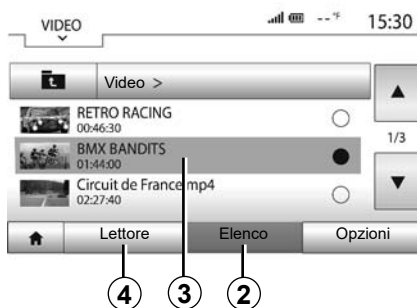 VIDEO
-- °F 15:30
Video >
RETRO RACING
00:46:30
1/3
BMX BANDITS
01:44:00
Circuit de France mp4
02:27:40
Lettore Elenco Opzioni
4 3 2